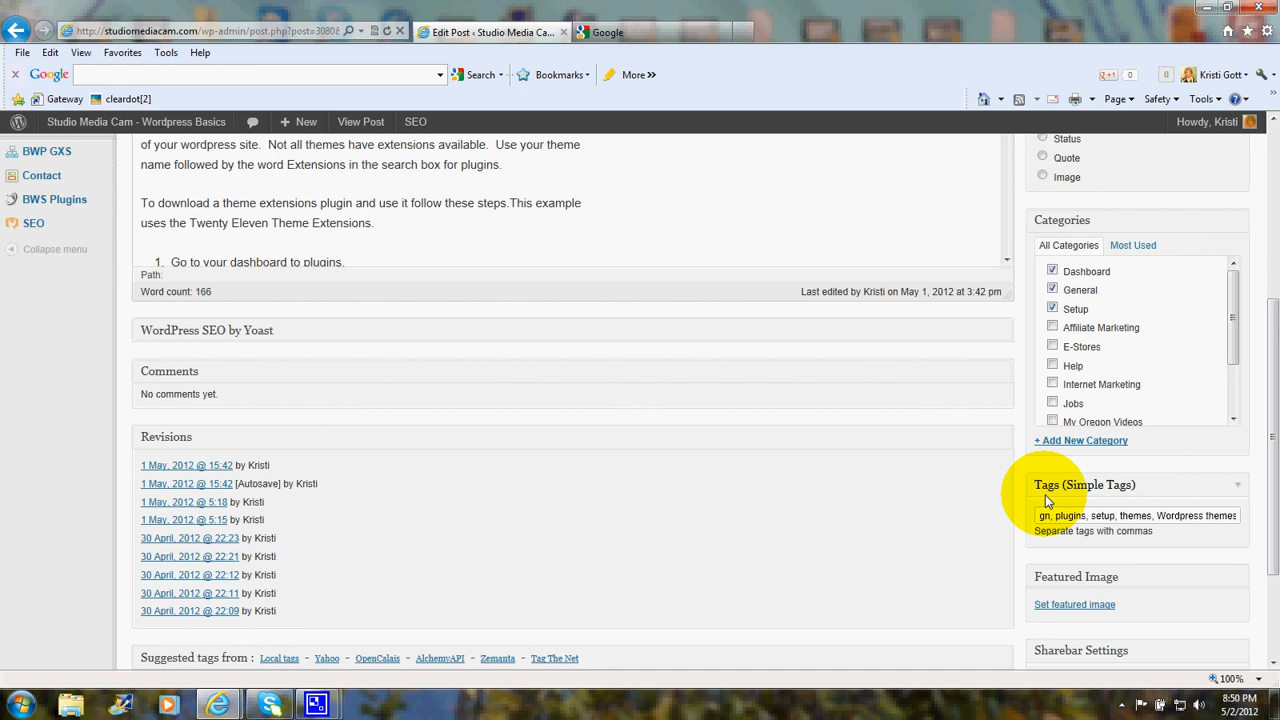 http://studiomediacam.com/wp-admin/post.php?post=3080
Edit Post ‹ Studio Media Ca...
Google
File Edit View Favorites Tools Help
Google
Search
Bookmarks
More »
+1
0
0
Kristi Gott
Gateway
cleardot[2]
Page
Safety
Tools
Studio Media Cam - Wordpress Basics
+ New
View Post
SEO
Howdy, Kristi
BWP GXS
Contact
BWS Plugins
SEO
Collapse menu
of your wordpress site. Not all themes have extensions available. Use your theme
name followed by the word Extensions in the search box for plugins.
To download a theme extensions plugin and use it follow these steps.This example
uses the Twenty Eleven Theme Extensions.
1. Go to your dashboard to plugins.
Path:
Word count: 166
Last edited by Kristi on May 1, 2012 at 3:42 pm
WordPress SEO by Yoast
Comments
No comments yet.
Revisions
1 May, 2012 @ 15:42 by Kristi
1 May, 2012 @ 15:42 [Autosave] by Kristi
1 May, 2012 @ 5:18 by Kristi
1 May, 2012 @ 5:15 by Kristi
30 April, 2012 @ 22:23 by Kristi
30 April, 2012 @ 22:21 by Kristi
30 April, 2012 @ 22:12 by Kristi
30 April, 2012 @ 22:11 by Kristi
30 April, 2012 @ 22:09 by Kristi
Suggested tags from : Local tags - Yahoo - OpenCalais - AlchemyAPI - Zemanta - Tag The Net
Status
Quote
Image
Categories
All Categories
Most Used
Dashboard
General
Setup
Affiliate Marketing
E-Stores
Help
Internet Marketing
Jobs
My Oregon Videos
+ Add New Category
Tags (Simple Tags)
gn, plugins, setup, themes, Wordpress themes
Separate tags with commas
Featured Image
Set featured image
Sharebar Settings
100%
8:50 PM
5/2/2012